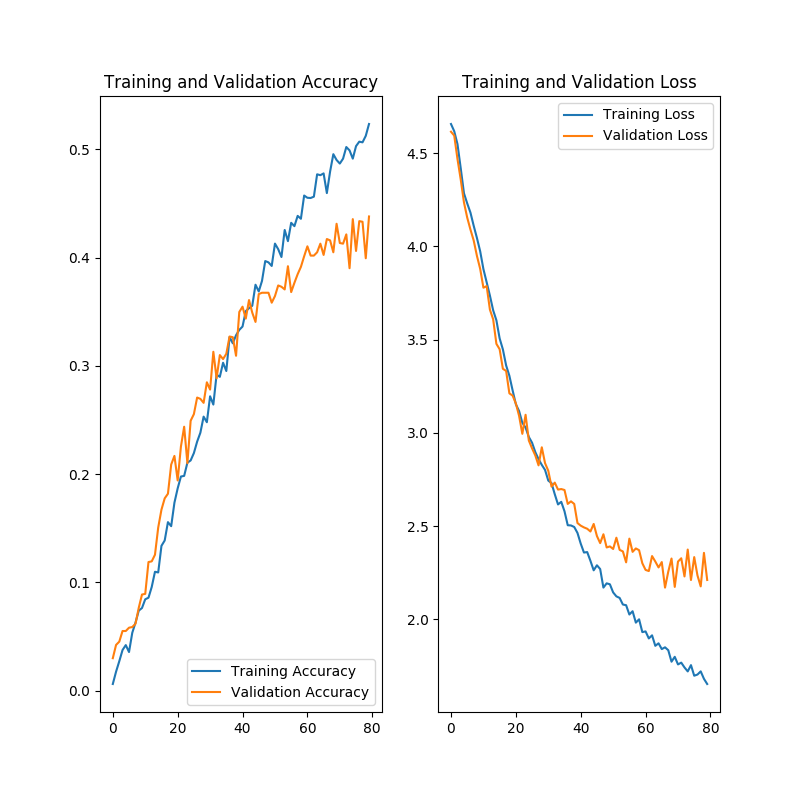 Training and Validation Accuracy
0.5
0.4
0.3
0.2
0.1
0.0
Training Accuracy
Validation Accuracy
0 20 40 60 80
Training and Validation Loss
Training Loss
Validation Loss
4.5
4.0
3.5
3.0
2.5
2.0
0 20 40 60 80